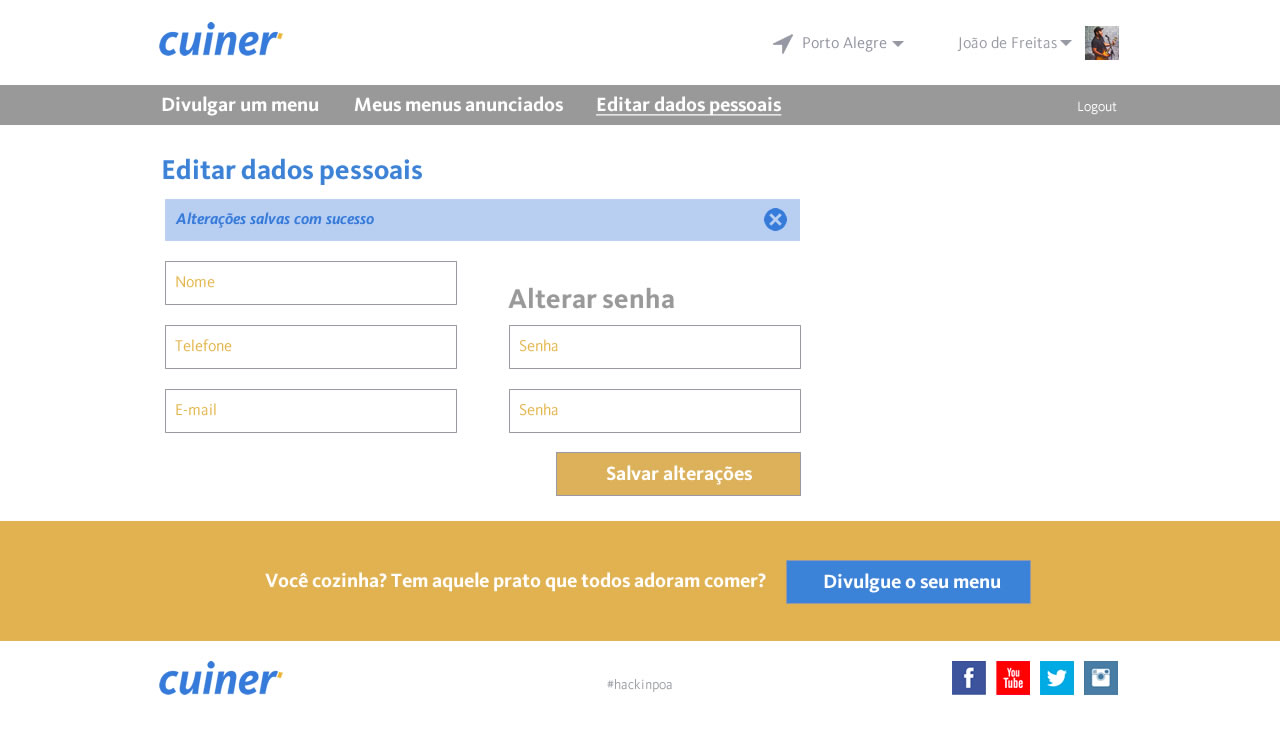 cuiner'
Porto Alegre
João de Freitas
Divulgar um menu
Meus menus anunciados
Editar dados pessoais
Logout
Editar dados pessoais
Alterações salvas com sucesso
Nome
Alterar senha
Telefone
Senha
E-mail
Senha
Salvar alterações
Você cozinha? Tem aquele prato que todos adoram comer?
Divulgue o seu menu
cuiner'
#hackinpoa
f
You
Tube